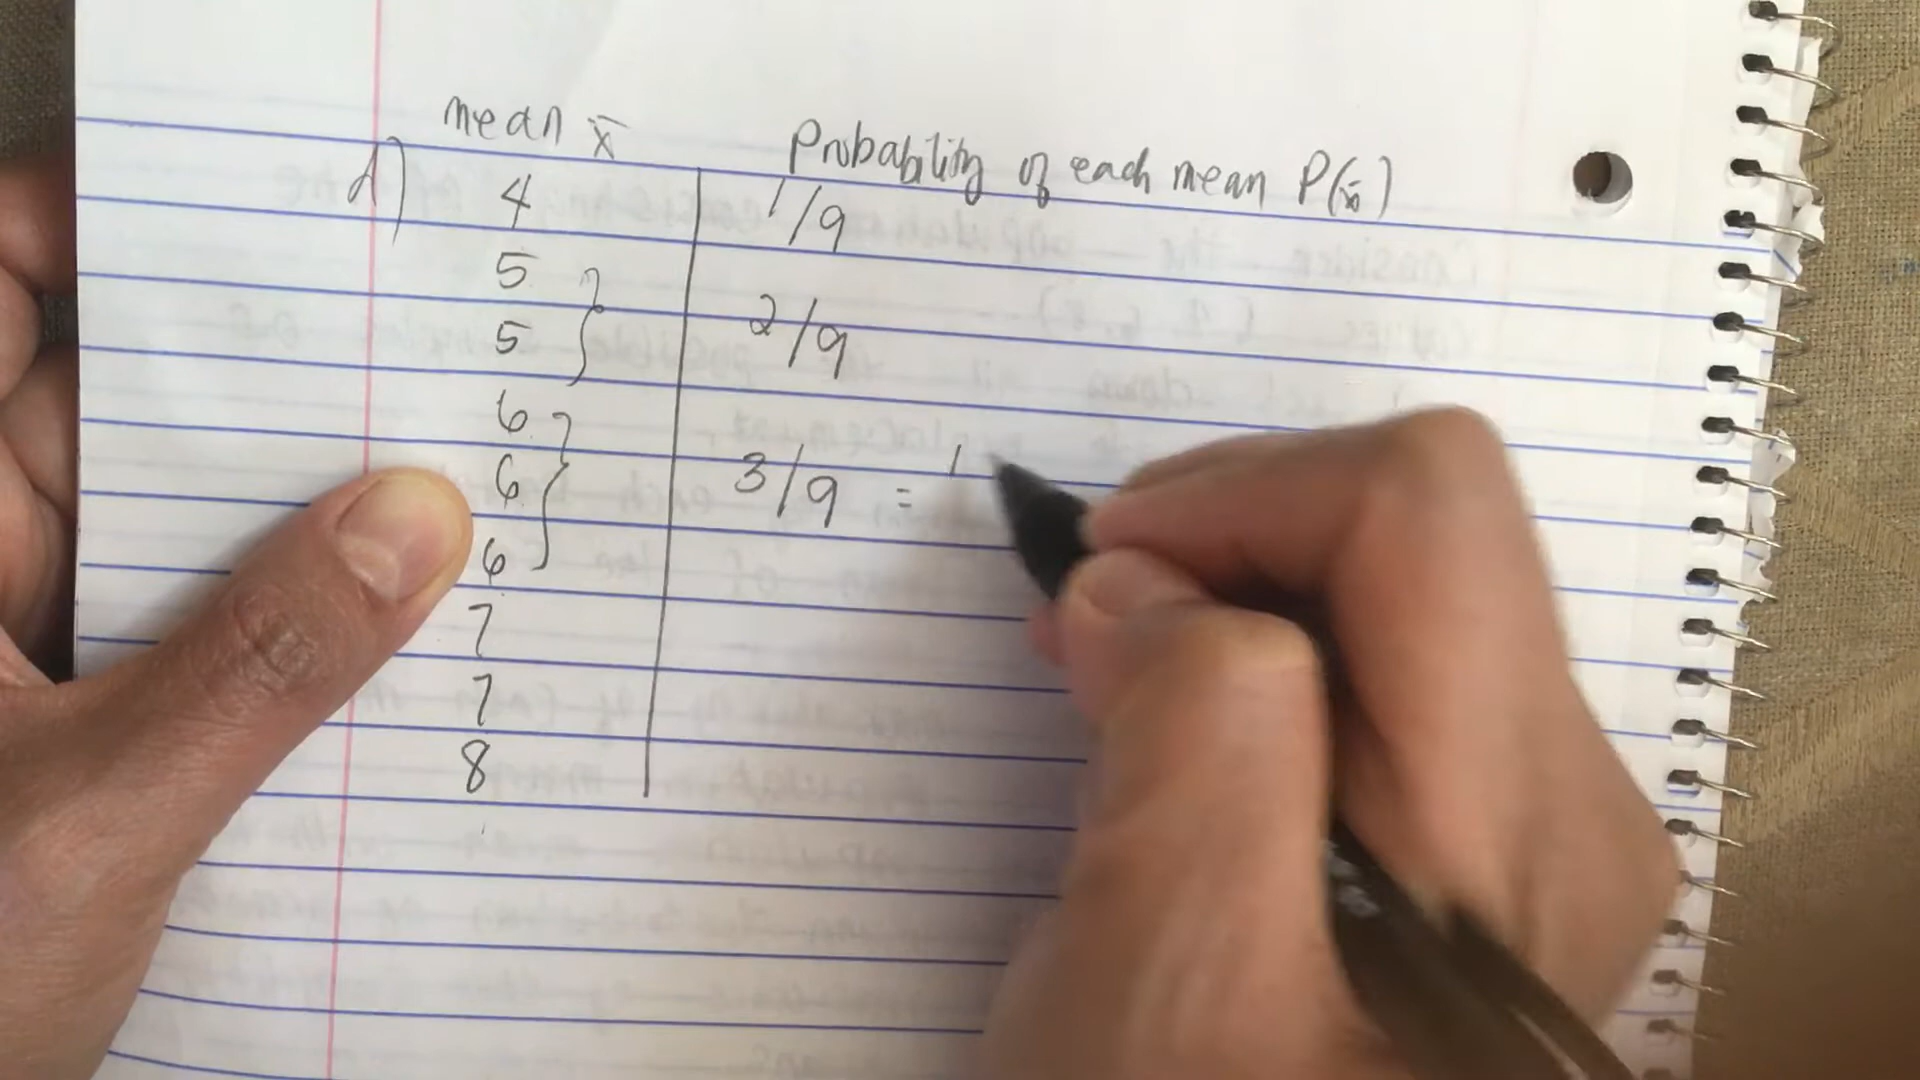 mean x̄
d)
Probability of each mean P(x̄)
4 1/9
5
2/9
5
6
6 3/9 = 1
6
7
7
8